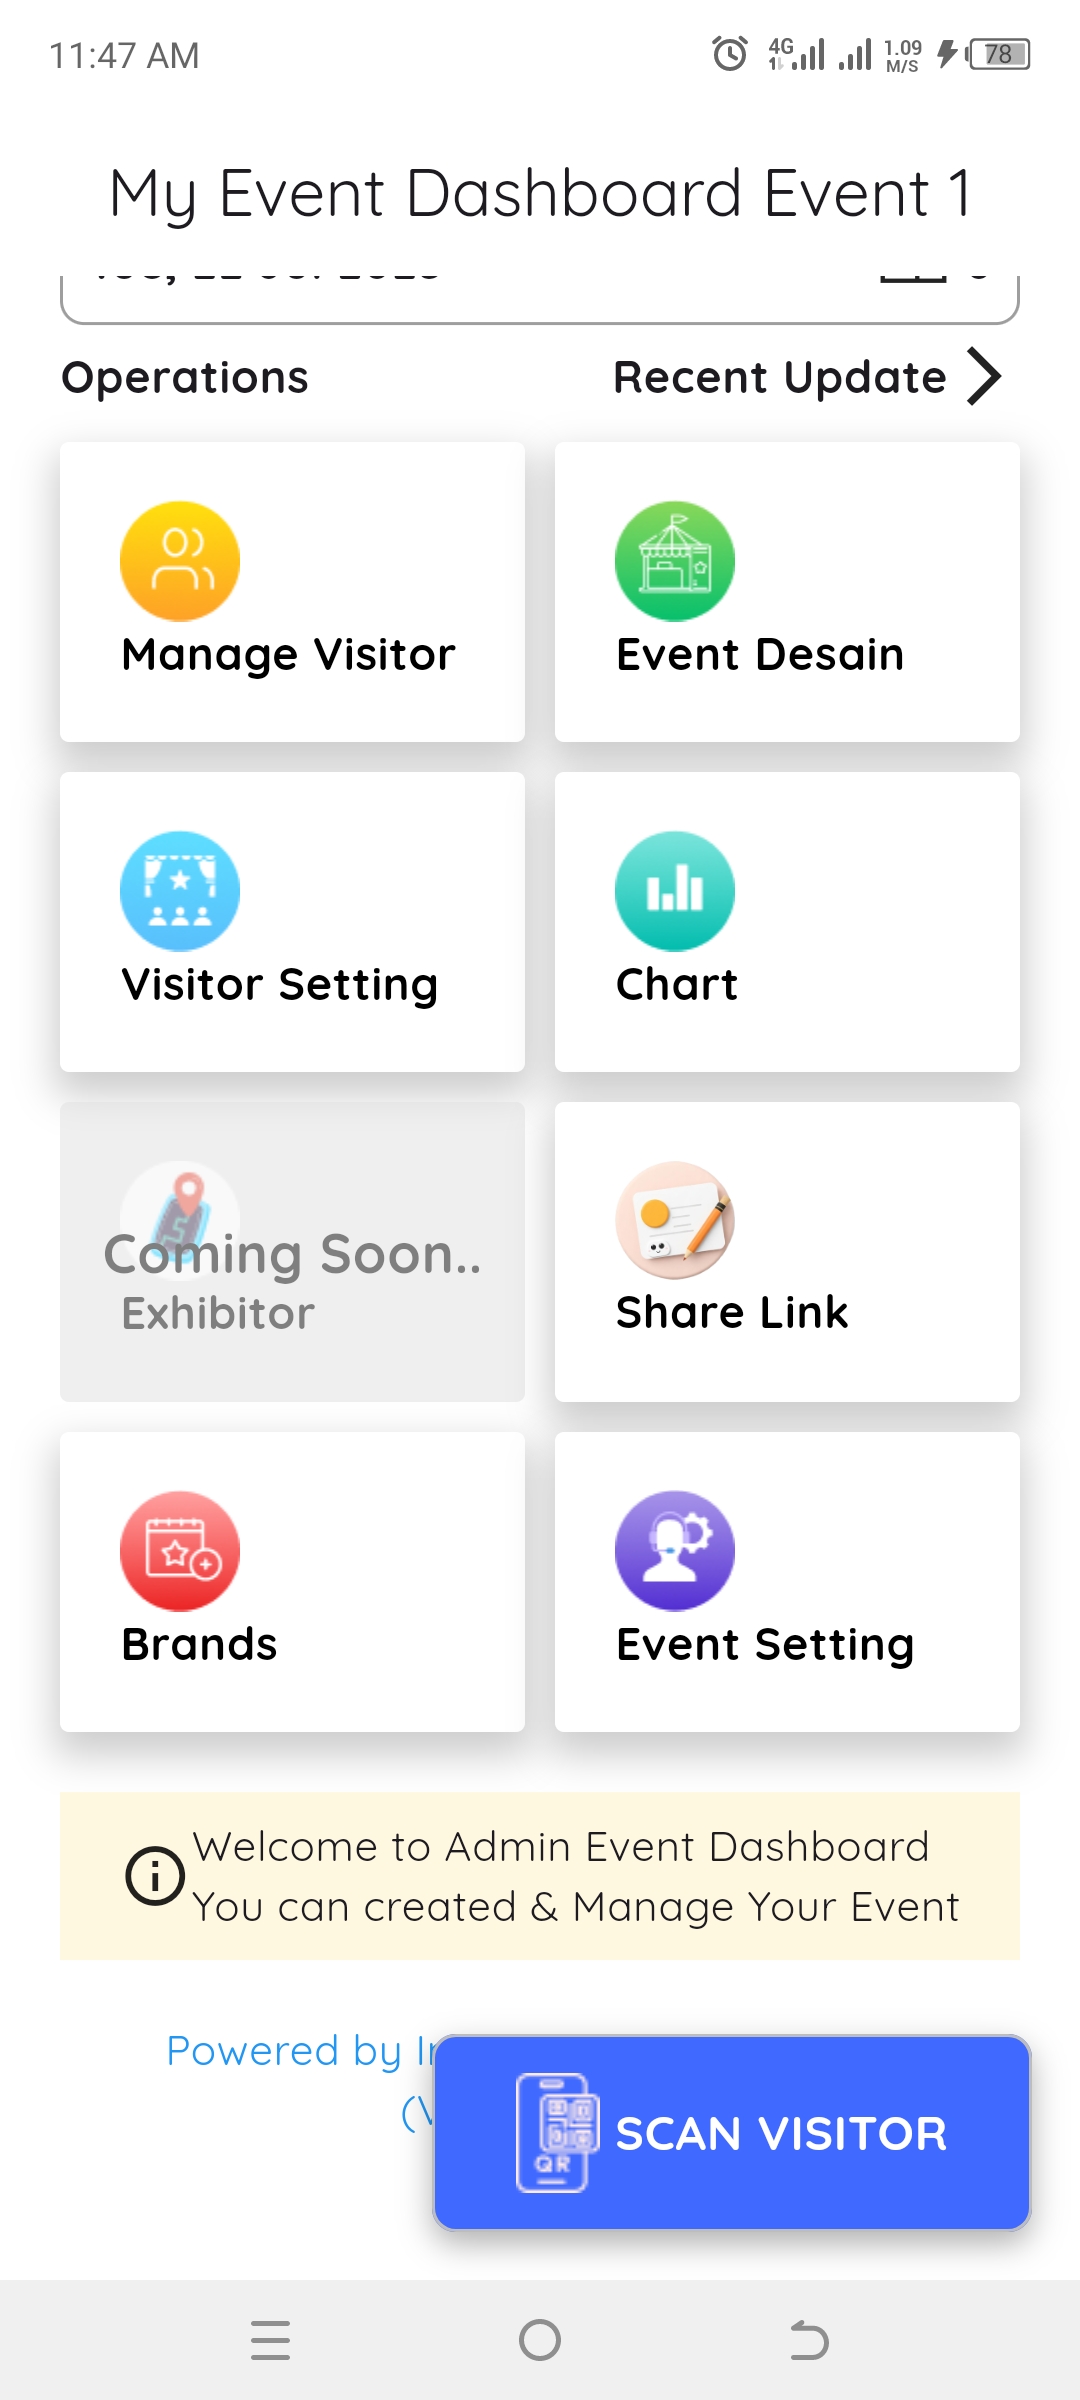 11:47 AM
4G
1.09
M/S
78
My Event Dashboard Event 1
Operations
Recent Update
Manage Visitor
Event Desain
Visitor Setting
Chart
Coming Soon..
Exhibitor
Share Link
Brands
Event Setting
Welcome to Admin Event Dashboard
You can created & Manage Your Event
Powered by
QR
SCAN VISITOR